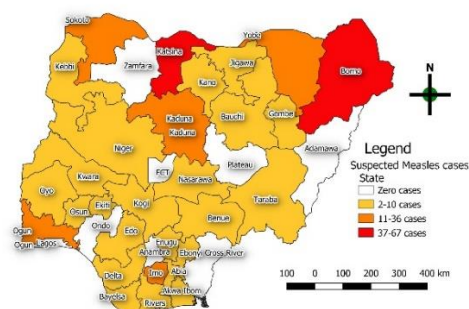 Sokoto
Yobe
Katsina
Borno
Kebbi
Zamfara
Jigawa
Kano
Kaduna
Kaduna
Bauchi
Gombe
Adamawa
Niger
FCT
Plateau
Nasarawa
Taraba
Kwara
Oyo
Kogi
Benue
Osun
Ekiti
Ondo
Edo
Ogun
Ogun
Lagos
Enugu
Anambra
Ebonyi
Cross River
Delta
Imo
Abia
Bayelsa
Rivers
Akwa Ibom
N
Legend
Suspected Measles cases
State
Zero cases
2-10 cases
11-36 cases
37-67 cases
100 0 100 200 300 400 km